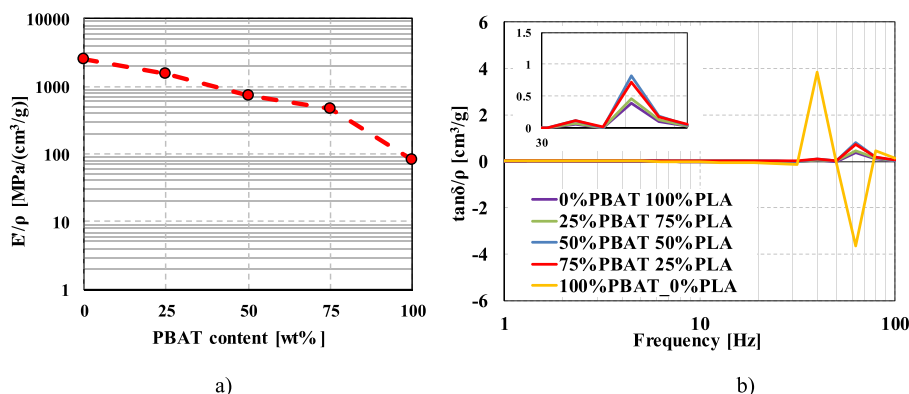 10000
1000
100
10
1
E'/ρ [MPa/(cm³/g)]
0 25 50 75 100
PBAT content [wt%]
a)
6
4
2
0
-2
-4
-6
tanδ/ρ [cm³/g]
1.5
1
0.5
0
30
0%PBAT 100%PLA
25%PBAT 75%PLA
50%PBAT 50%PLA
75%PBAT 25%PLA
100%PBAT_0%PLA
1 10 100
Frequency [Hz]
b)